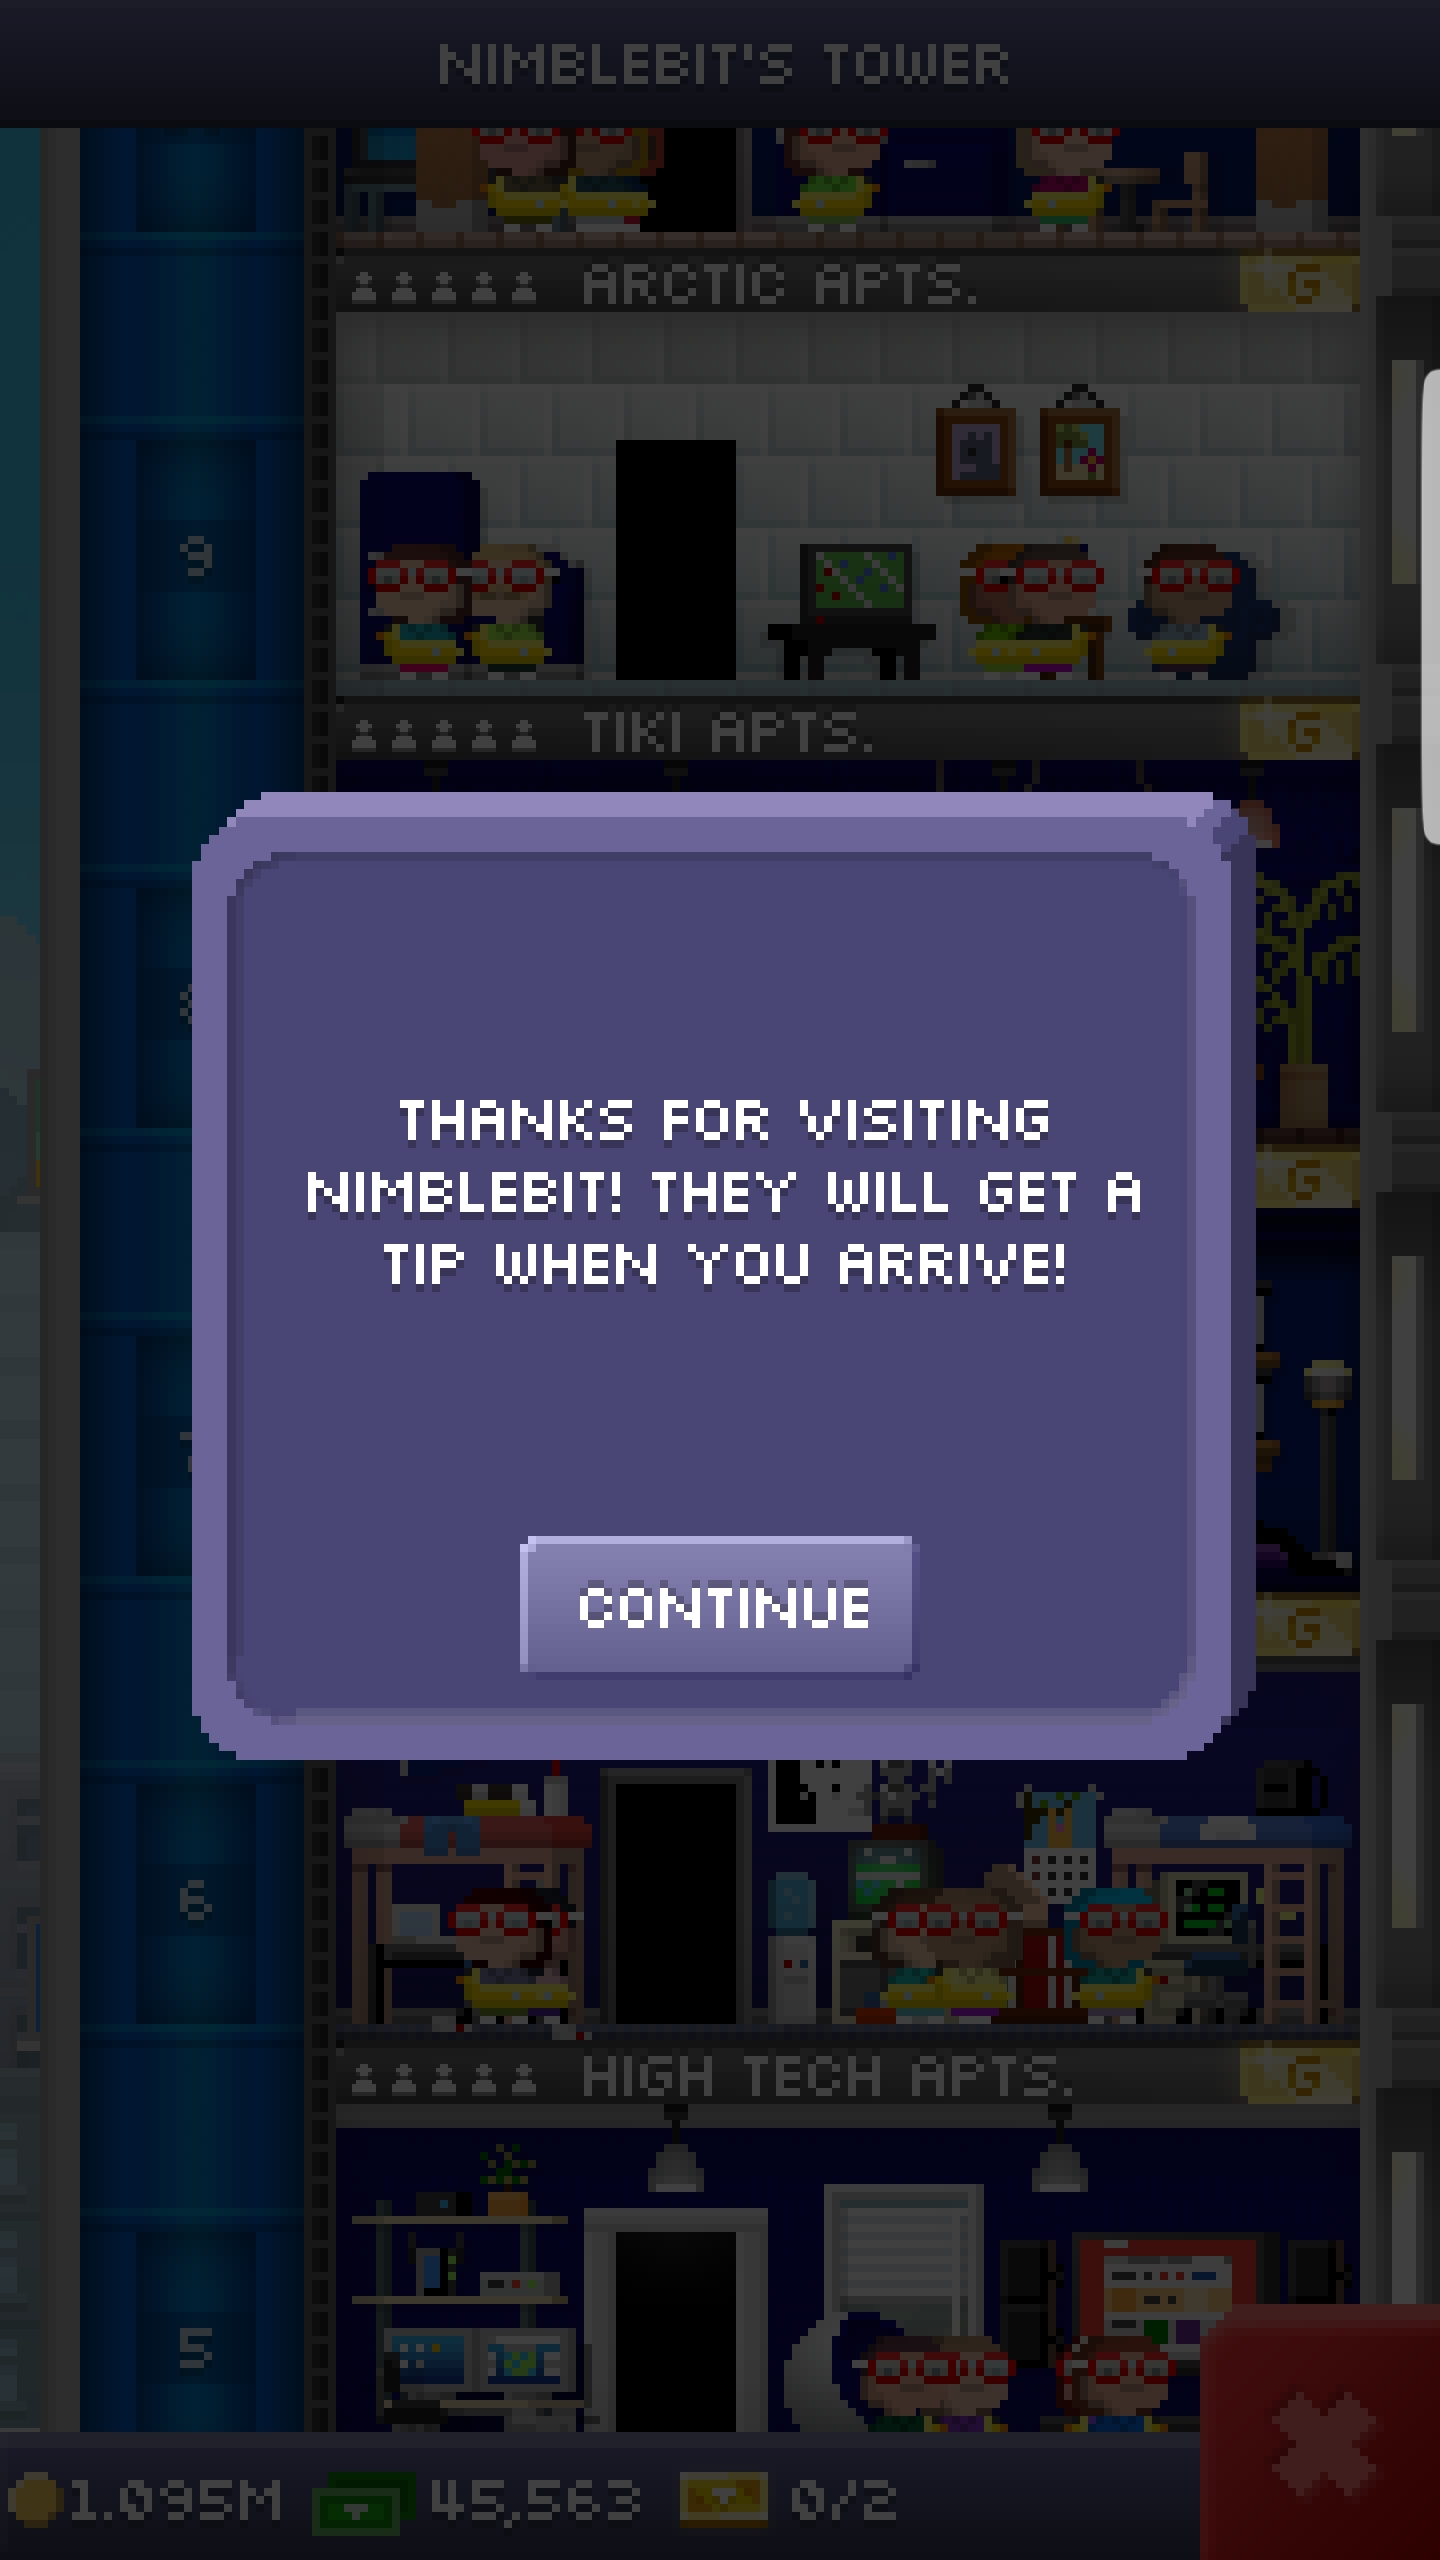 NIMBLEBIT'S TOWER
ARCTIC APTS.
G
9
TIKI APTS.
G
THANKS FOR VISITING
NIMBLEBIT! THEY WILL GET A
TIP WHEN YOU ARRIVE!
G
CONTINUE
G
6
HIGH TECH APTS.
G
5
1.095M
45,563
0/2